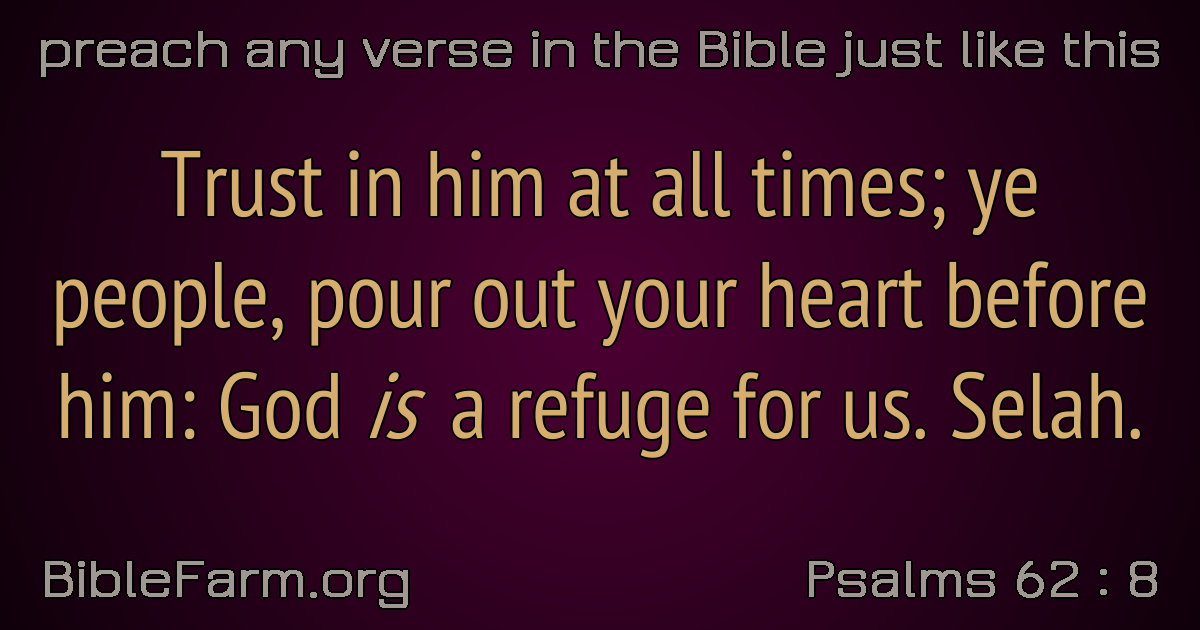 preach any verse in the Bible just like this
Trust in him at all times; ye
people, pour out your heart before
him: God is a refuge for us. Selah.
BibleFarm.org
Psalms 62 : 8